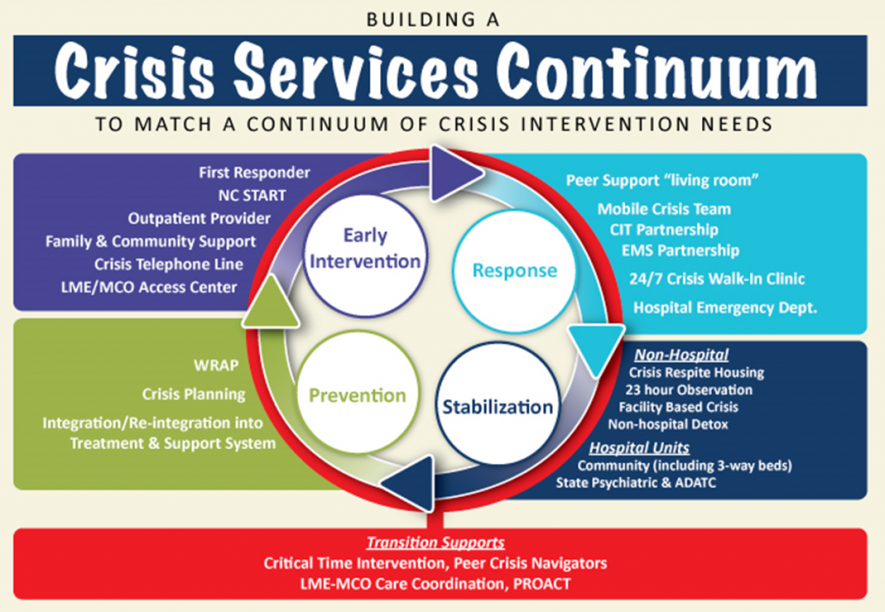 BUILDING A
Crisis Services Continuum
TO MATCH A CONTINUUM OF CRISIS INTERVENTION NEEDS
First Responder
NC START
Outpatient Provider
Family & Community Support
Crisis Telephone Line
LME/MCO Access Center
Early
Intervention
Response
Peer Support “living room”
Mobile Crisis Team
CIT Partnership
EMS Partnership
24/7 Crisis Walk-In Clinic
Hospital Emergency Dept.
WRAP
Crisis Planning
Integration/Re-integration into
Treatment & Support System
Prevention
Stabilization
Non-Hospital
Crisis Respite Housing
23 hour Observation
Facility Based Crisis
Non-hospital Detox
Hospital Units
Community (including 3-way beds)
State Psychiatric & ADATC
Transition Supports
Critical Time Intervention, Peer Crisis Navigators
LME-MCO Care Coordination, PROACT